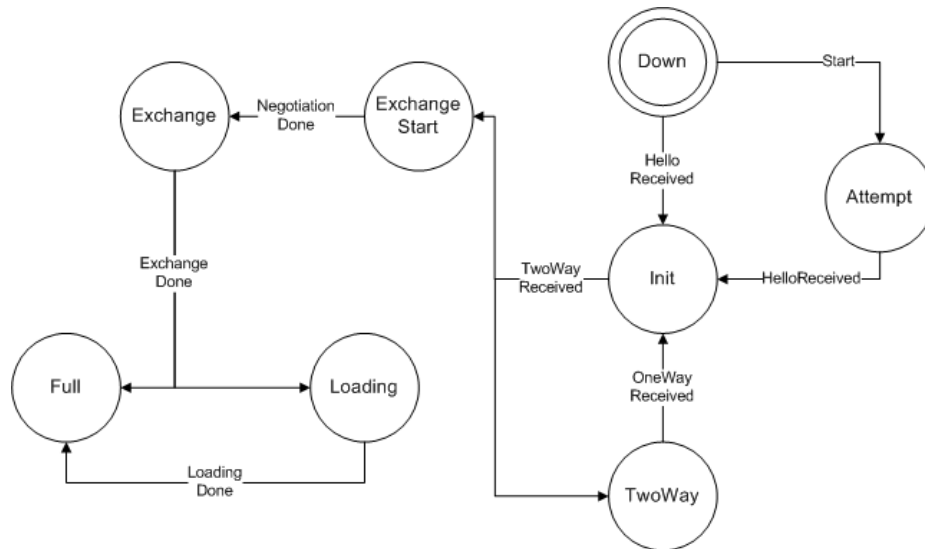 Down
Start
Exchange
Negotiation
Done
Exchange
Start
Hello
Received
Attempt
Exchange
Done
TwoWay
Received
Init
HelloReceived
Full
Loading
OneWay
Received
Loading
Done
TwoWay